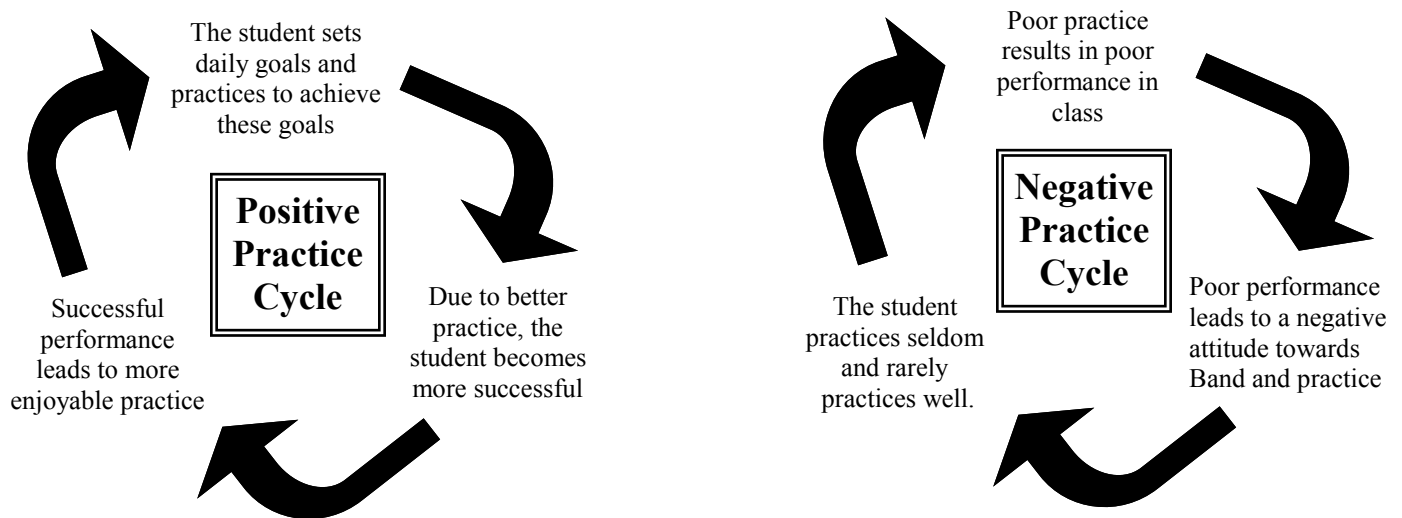 The student sets
daily goals and
practices to achieve
these goals
Positive
Practice
Cycle
Due to better
practice, the
student becomes
more successful
Successful
performance
leads to more
enjoyable practice
Poor practice
results in poor
performance in
class
Negative
Practice
Cycle
Poor performance
leads to a negative
attitude towards
Band and practice
The student
practices seldom
and rarely
practices well.